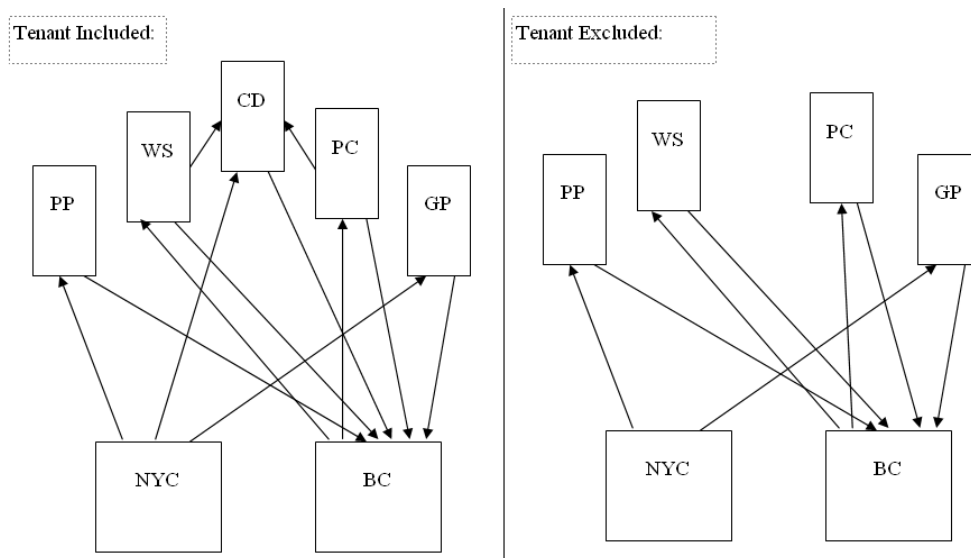 Tenant Included:
CD
WS
PC
PP
GP
NYC
BC
Tenant Excluded:
WS
PC
PP
GP
NYC
BC